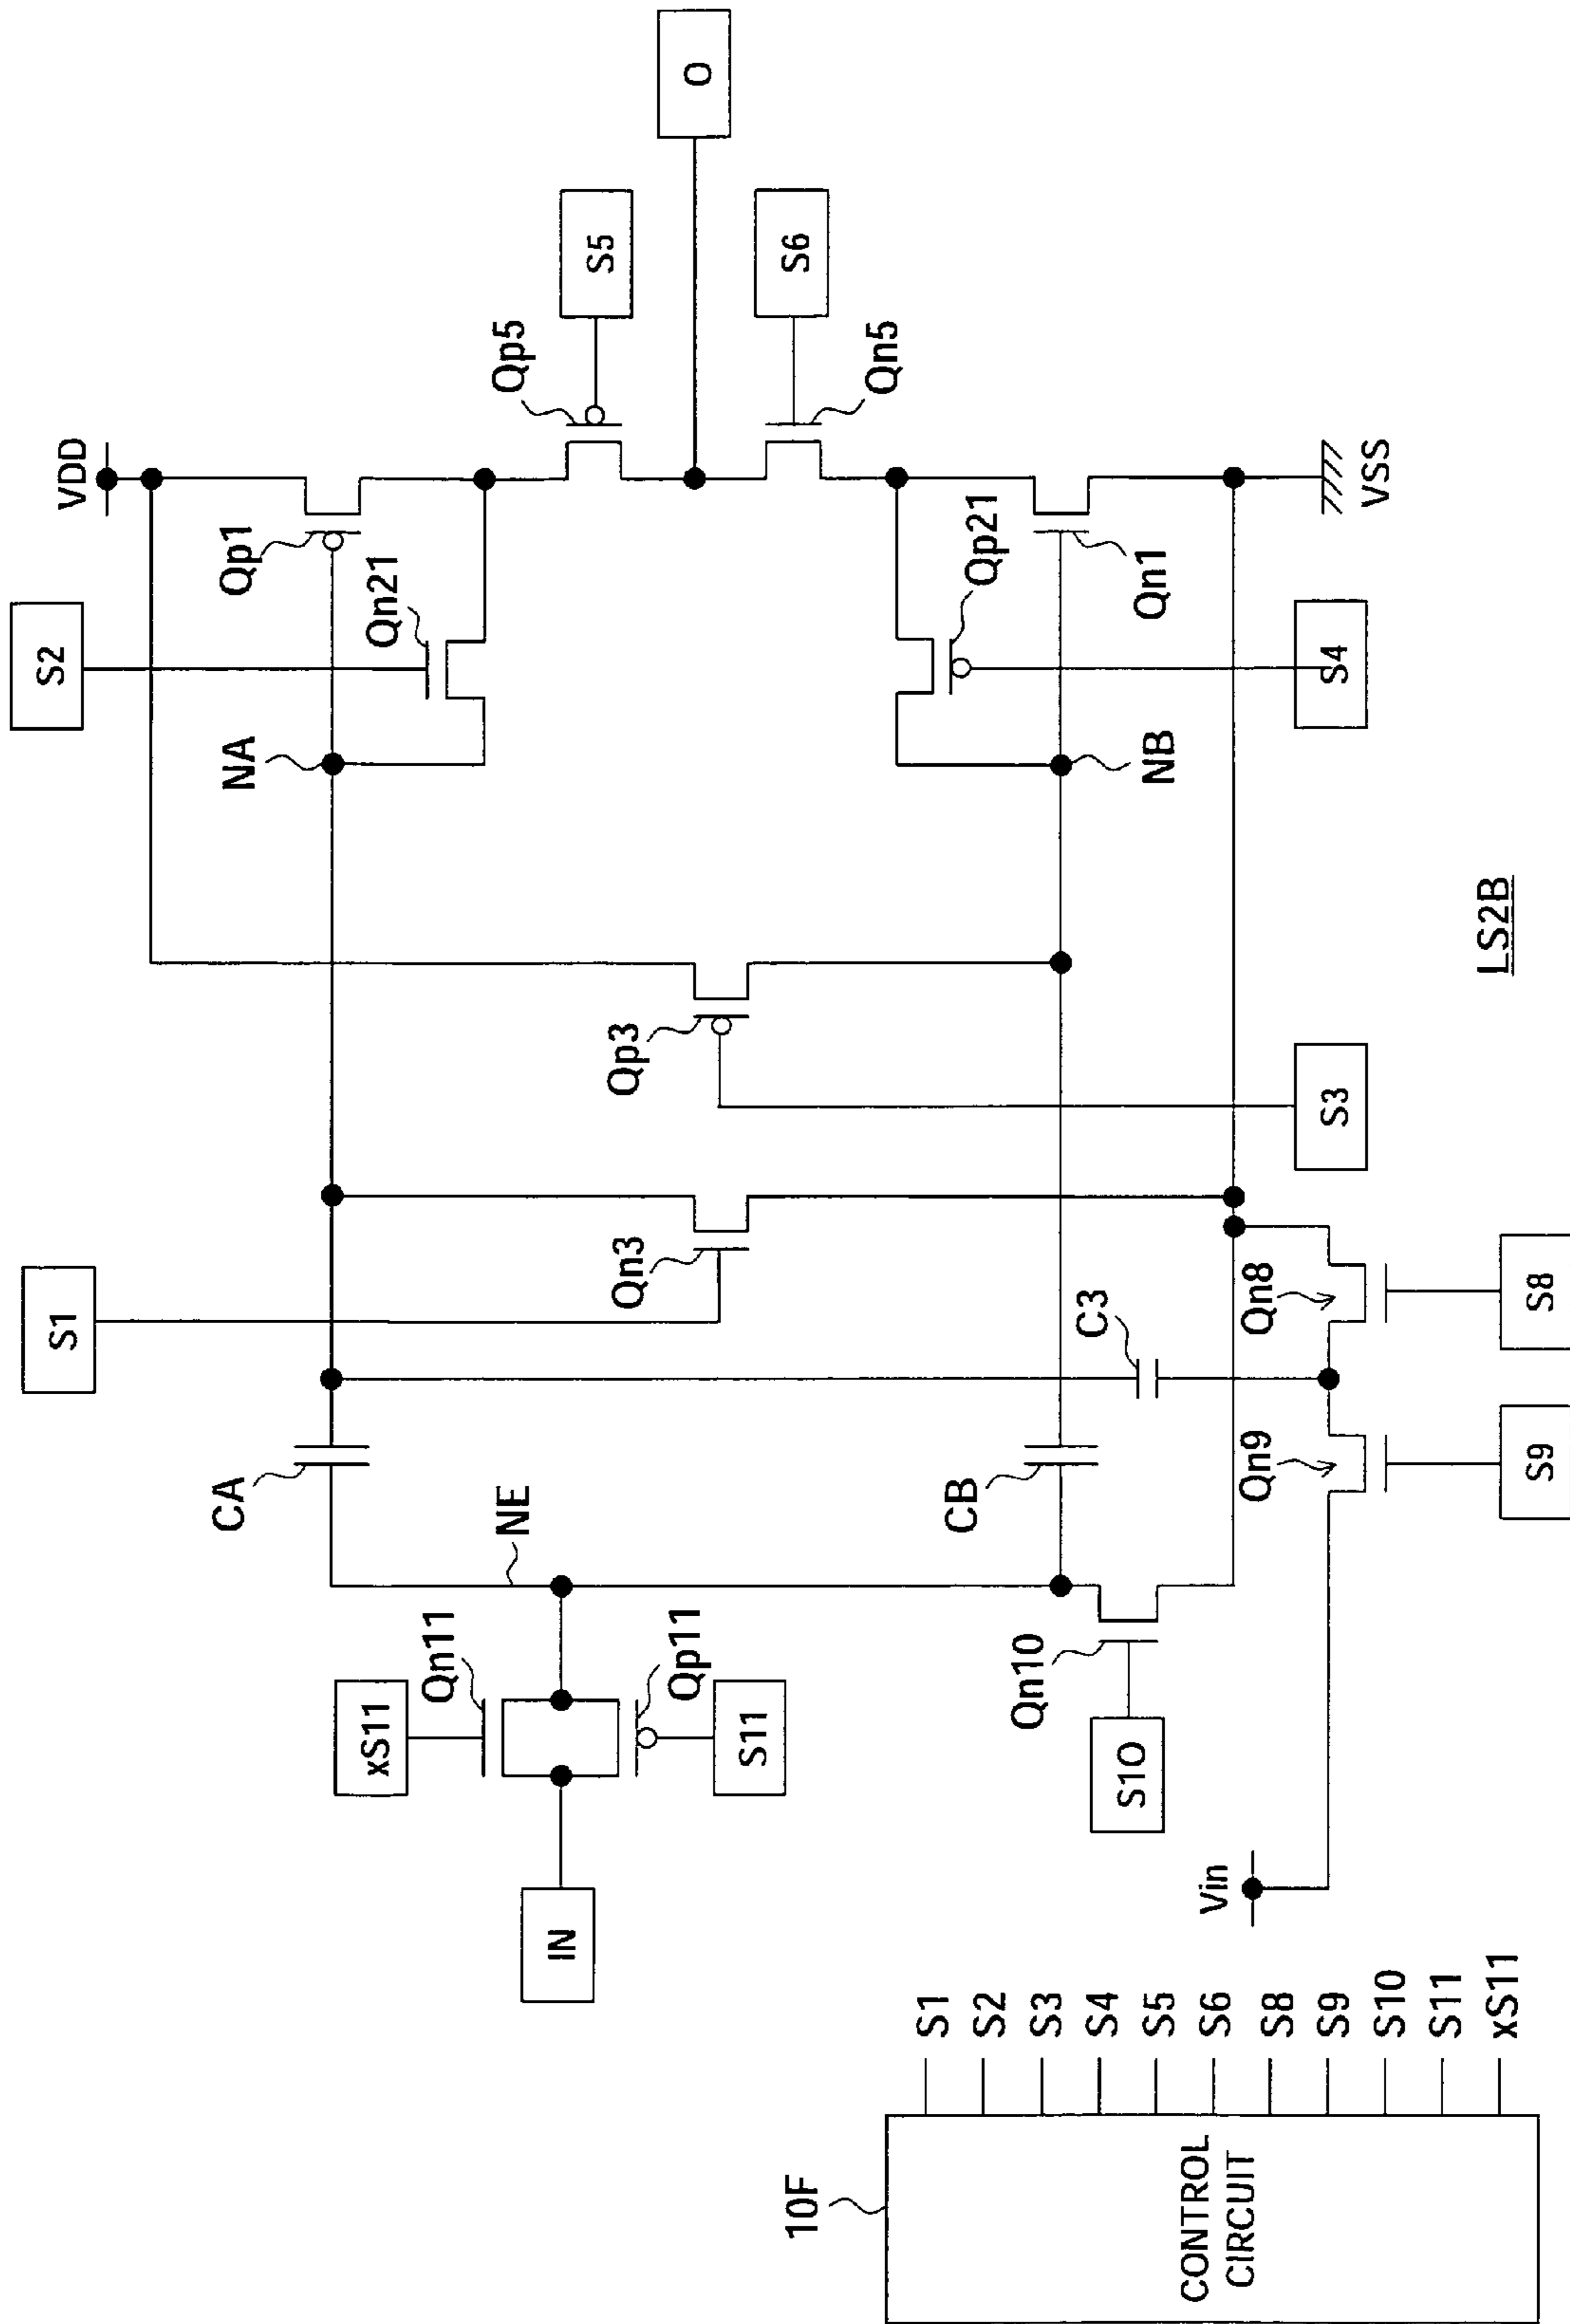 S1
S2
VDD
CA
NA
Qp1
Qn21
Qp5
S5
O
S6
Qn5
Qp21
Qn1
S4
NB
VSS
xS11
Qn11
NE
IN
Qp11
S11
Qn3
Qp3
CB
C3
Qn10
S10
Vin
Qn9
Qn8
S9
S8
S3
LS2B
10F
CONTROL
CIRCUIT
S1
S2
S3
S4
S5
S6
S8
S9
S10
S11
xS11